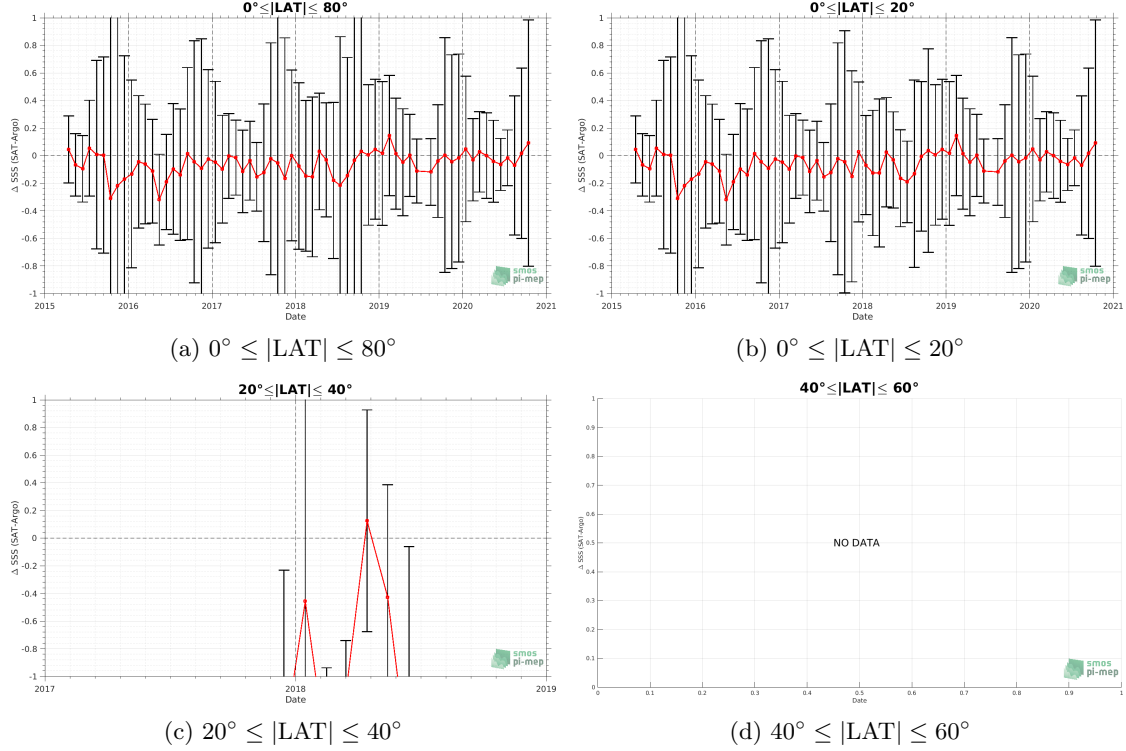 0°≤|LAT|≤ 80°
1
0.8
0.6
0.4
0.2
0
-0.2
-0.4
-0.6
-0.8
-1
Δ SSS (SAT-Argo)
2015 2016 2017 2018 2019 2020 2021
Date
smos
pi-mep
(a) 0° ≤ |LAT| ≤ 80°
0°≤|LAT|≤ 20°
1
0.8
0.6
0.4
0.2
0
-0.2
-0.4
-0.6
-0.8
-1
Δ SSS (SAT-Argo)
2015 2016 2017 2018 2019 2020 2021
Date
smos
pi-mep
(b) 0° ≤ |LAT| ≤ 20°
20°≤|LAT|≤ 40°
1
0.8
0.6
0.4
0.2
0
-0.2
-0.4
-0.6
-0.8
-1
Δ SSS (SAT-Argo)
2017 2018 2019
Date
smos
pi-mep
(c) 20° ≤ |LAT| ≤ 40°
40°≤|LAT|≤ 60°
1
0.9
0.8
0.7
0.6
0.5
0.4
0.3
0.2
0.1
0
Δ SSS (SAT-Argo)
NO DATA
0 0.1 0.2 0.3 0.4 0.5 0.6 0.7 0.8 0.9 1
Date
smos
pi-mep
(d) 40° ≤ |LAT| ≤ 60°